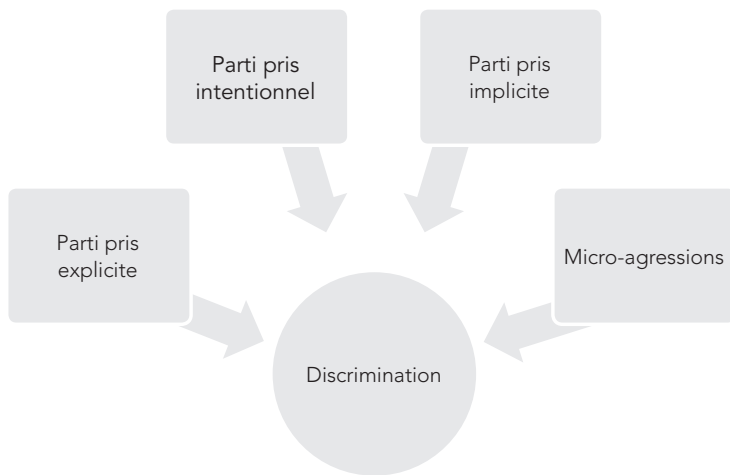 Parti pris
intentionnel
Parti pris
implicite
Parti pris
explicite
Micro-agressions
Discrimination